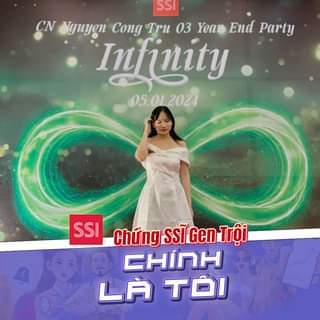 SSI
CN Nguyen Cong Tru 03 Year End Party
Infinity
05.01.2024
SSI
Chứng SSĨ Gen Trội
CHÍNH
LÀ TÔI